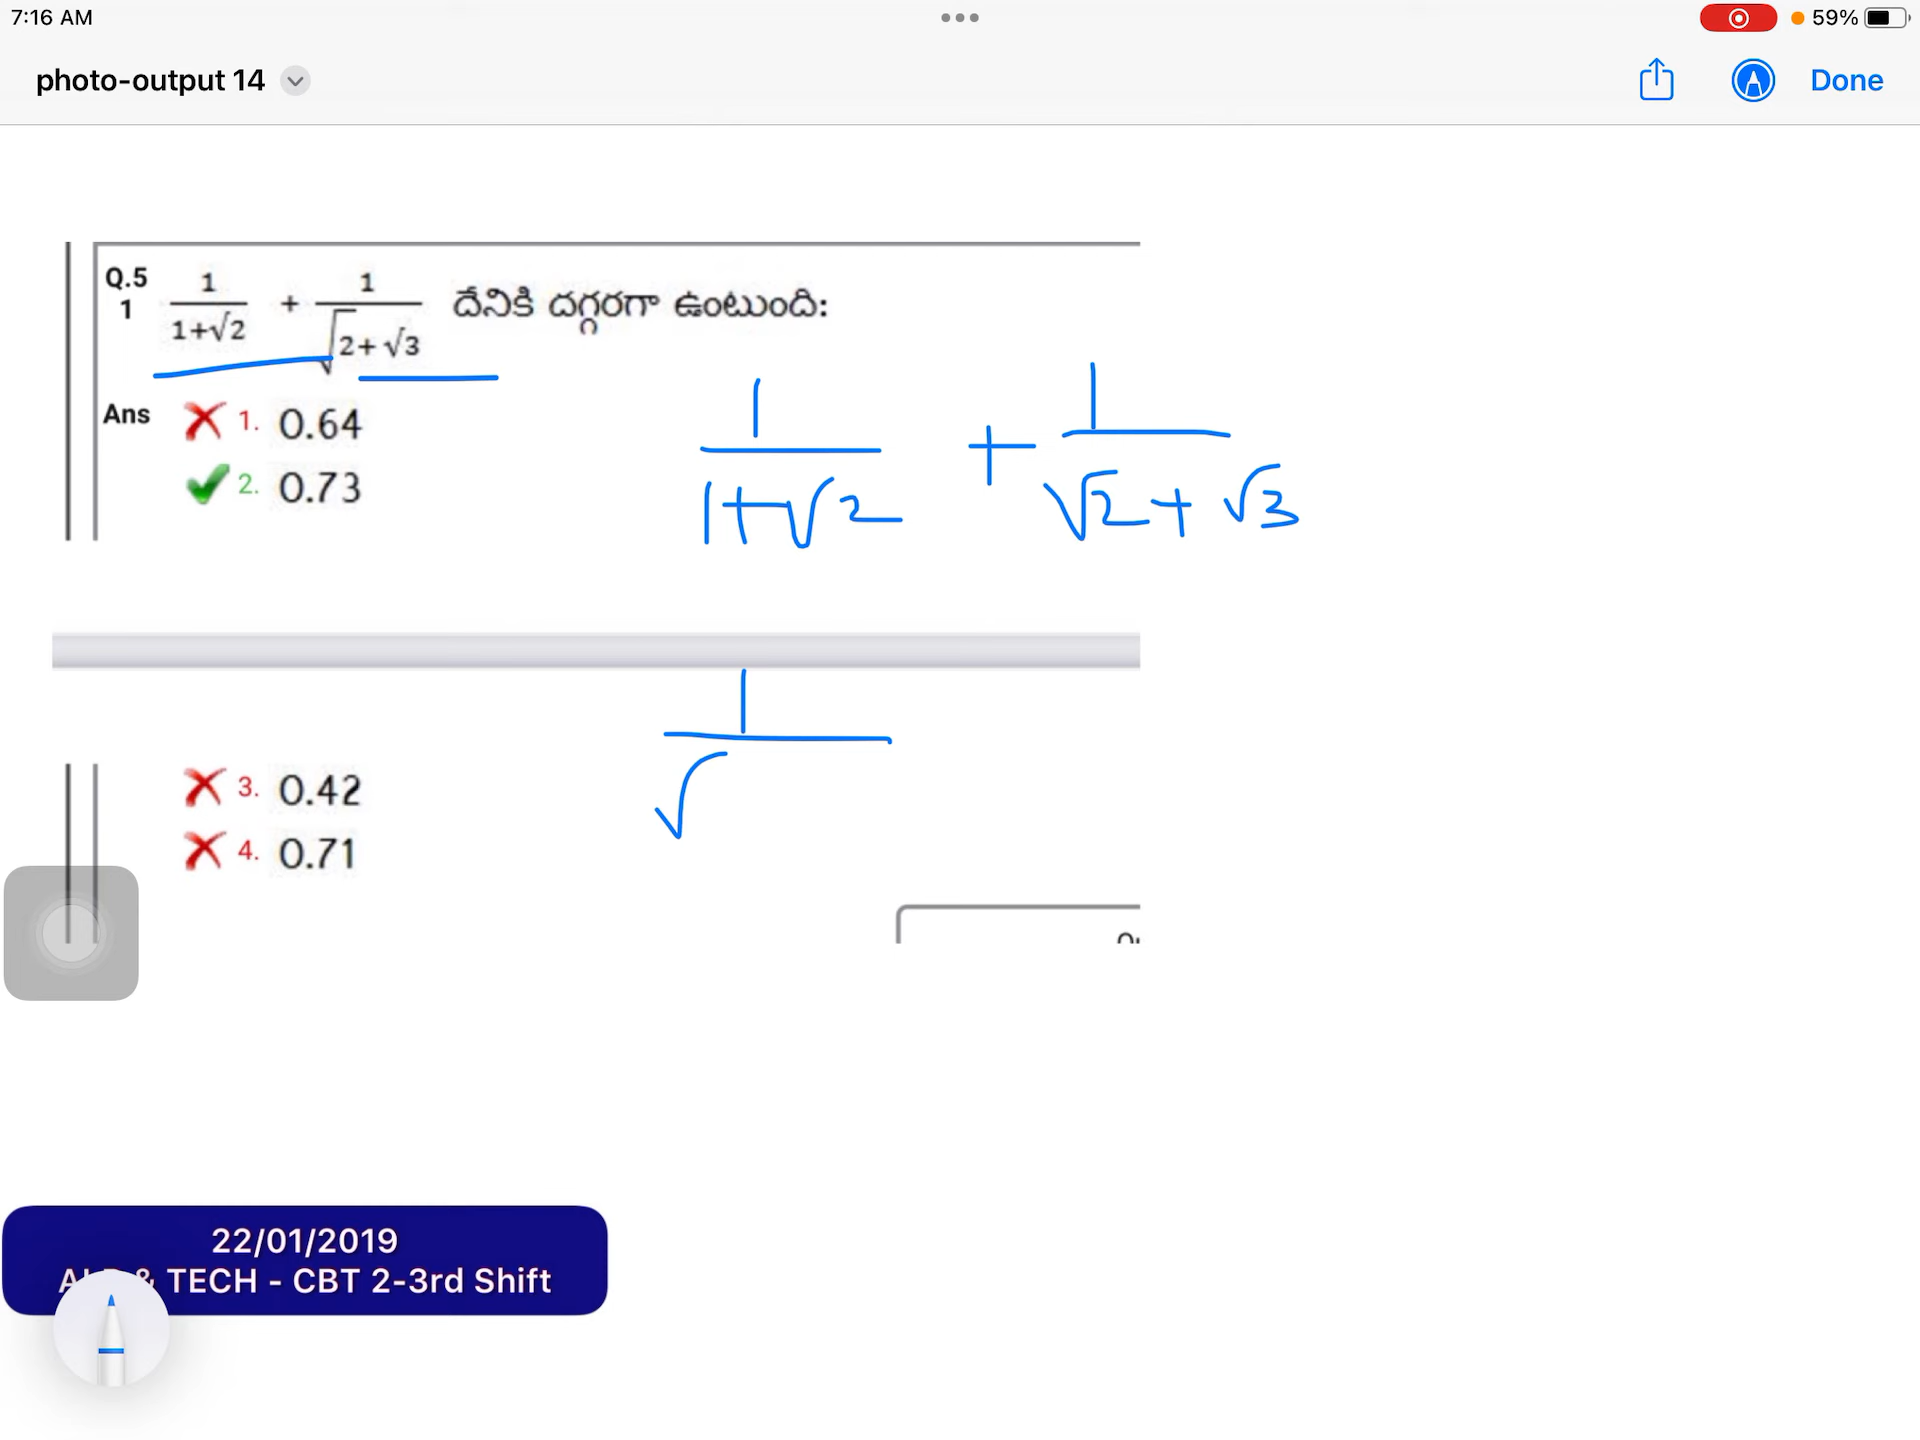 7:16 AM
59%
photo-output 14
Done
Q.5
1
1/(1+√2) + 1/(√2+ √3) దేనికి దగ్గరగా ఉంటుంది:
Ans
1. 0.64
2. 0.73
1/(1+√2) + 1/(√2+√3)
1/√
3. 0.42
4. 0.71
22/01/2019
& TECH - CBT 2-3rd Shift